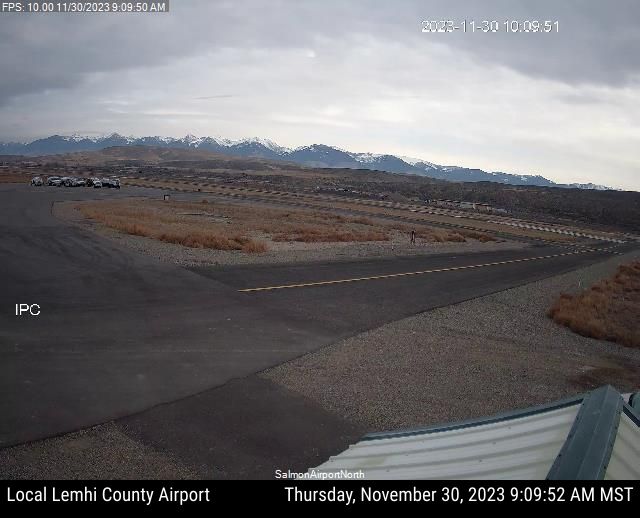 FPS: 10.00 11/30/2023 9:09:50 AM
2023-11-30 10:09:51
IPC
SalmonAirportNorth
Local Lemhi County Airport
Thursday, November 30, 2023 9:09:52 AM MST